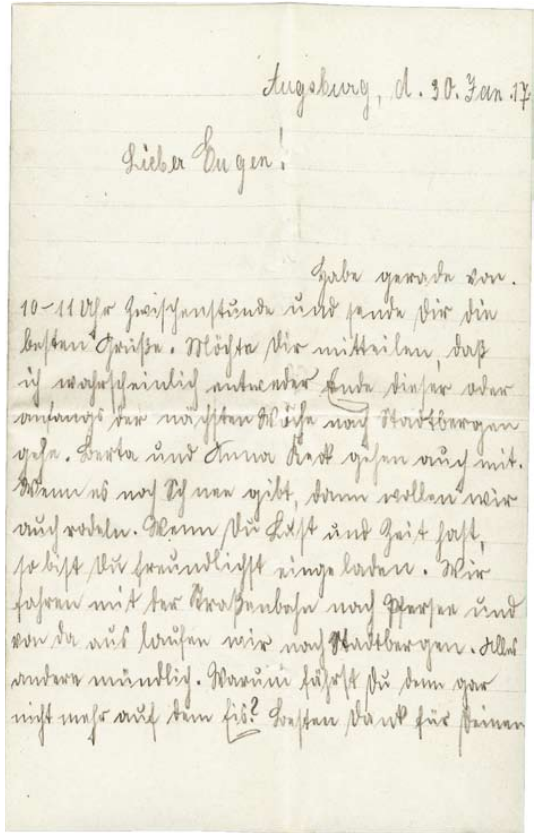 Augsburg, d. 30. Jan. 17.
Lieber Eugen!
Habe gerade von
10-11 Uhr Zwischenstunde und sende Dir die
besten Grüße. Möchte Dir mitteilen, daß
ich wahrscheinlich entweder Ende dieser oder
anfangs der nächsten Woche nach Stadtbergen
gehe. Berta und Anna Keck gehen auch mit.
Wenn es noch Schnee gibt, dann wollen wir
auch rodeln. Wenn Du Lust und Zeit hast,
so bist Du freundlichst eingeladen. Wir
fahren mit der Straßenbahn nach Pfersee und
von da aus laufen wir nach Stadtbergen. Alles
andere mündlich. Warum fährst Du denn gar
nicht mehr auf dem Eis? Besten Dank für Deinen